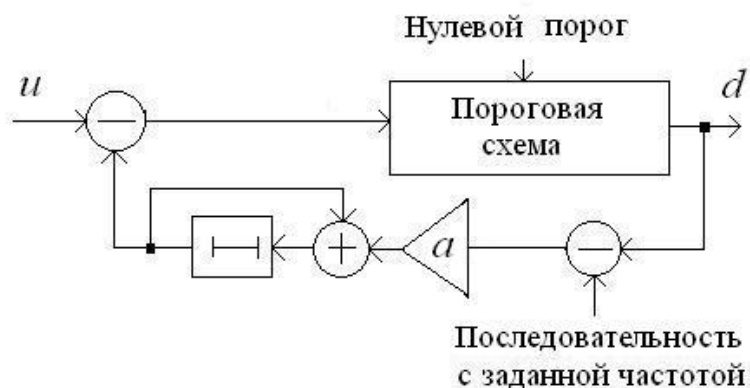 Нулевой порог
u
d
Пороговая
схема
a
Последовательность
с заданной частотой